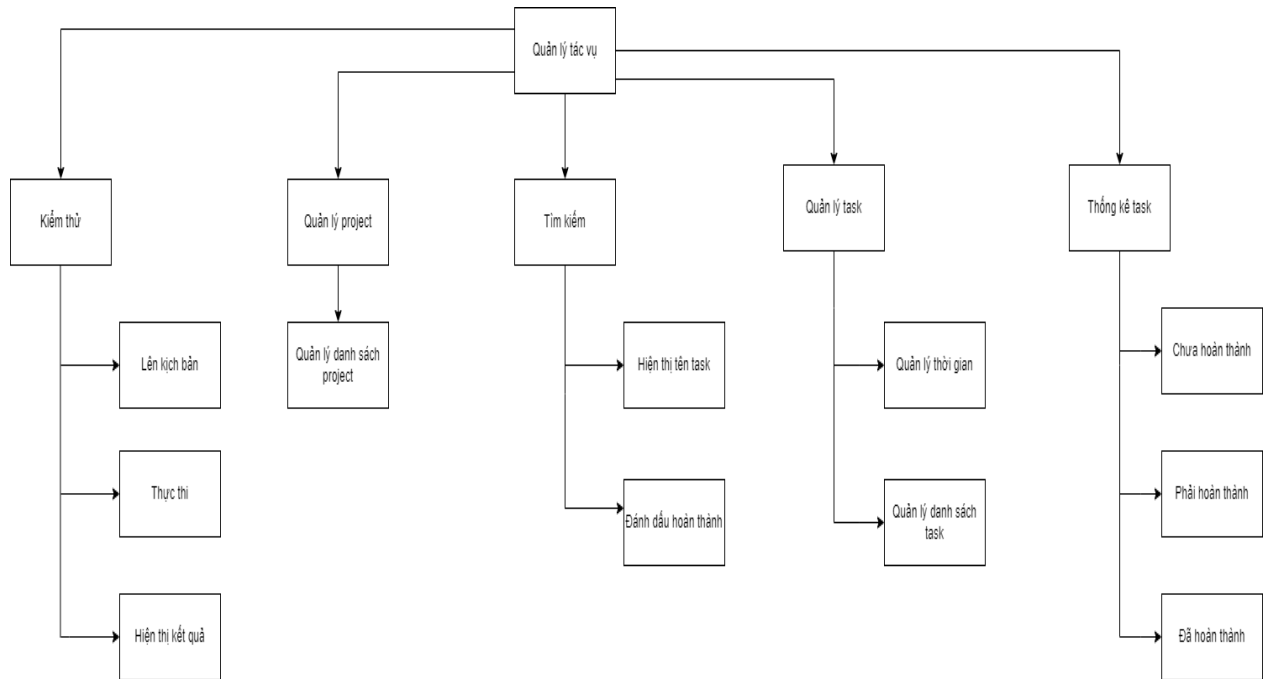 Quản lý tác vụ
Kiểm thử
Quản lý project
Tìm kiếm
Quản lý task
Thống kê task
Lên kịch bản
Quản lý danh sách
project
Hiện thị tên task
Quản lý thời gian
Chưa hoàn thành
Thực thi
Đánh dấu hoàn thành
Quản lý danh sách
task
Phải hoàn thành
Hiện thị kết quả
Đã hoàn thành